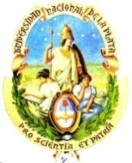 UNIVERSIDAD NACIONAL DE LA PLATA
PRO SCIENTIA ET PATRIA